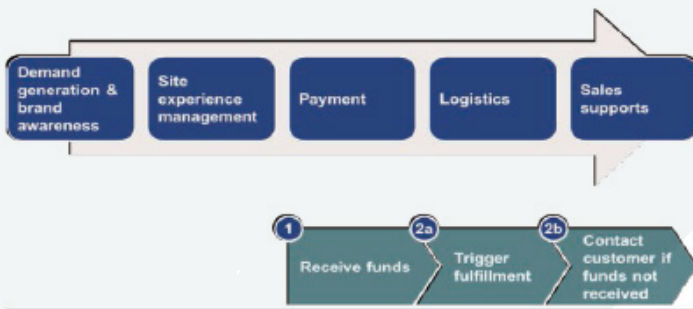 Demand
generation &
brand
awareness
Site
experience
management
Payment
Logistics
Sales
supports
1
2a
2b
Receive funds
Trigger
fulfillment
Contact
customer if
funds not
received